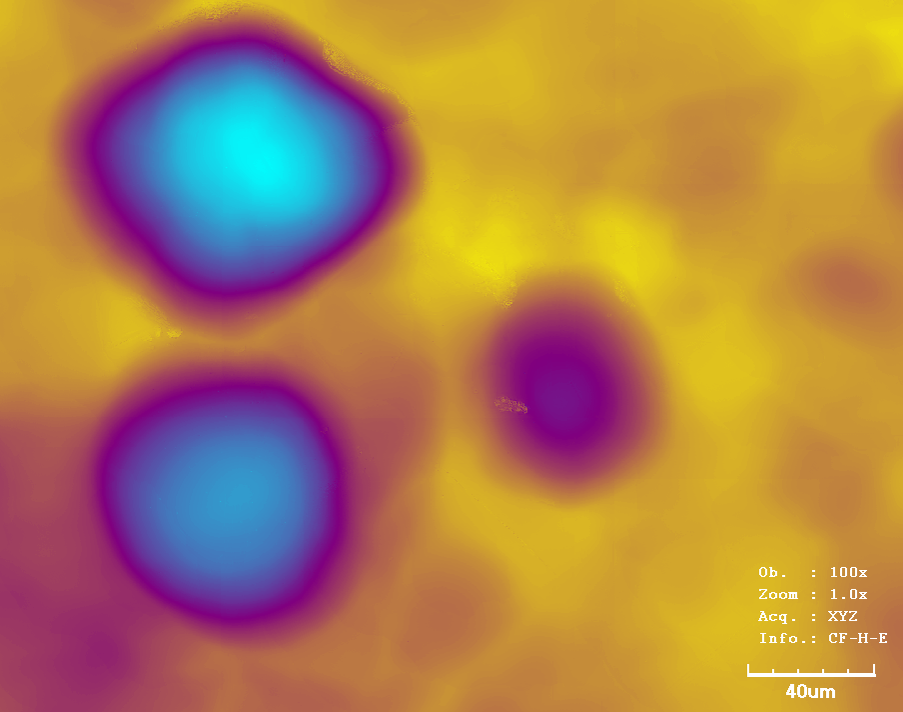 Ob. : 100x
Zoom : 1.0x
Acq. : XYZ
Info.: CF-H-E
40um